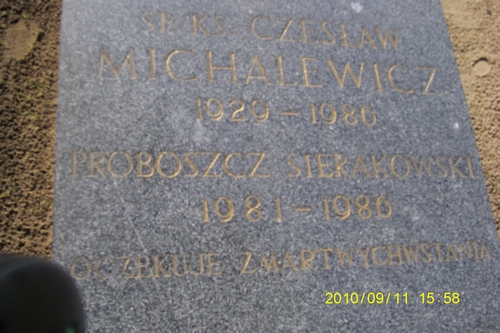 ŚP. KS. CZESŁAW
MICHALEWICZ
1929 – 1986
PROBOSZCZ SIERAKOWSKI
1981 – 1986
OCZEKUJE ZMARTWYCHWSTANIA
2010/09/11 15:58